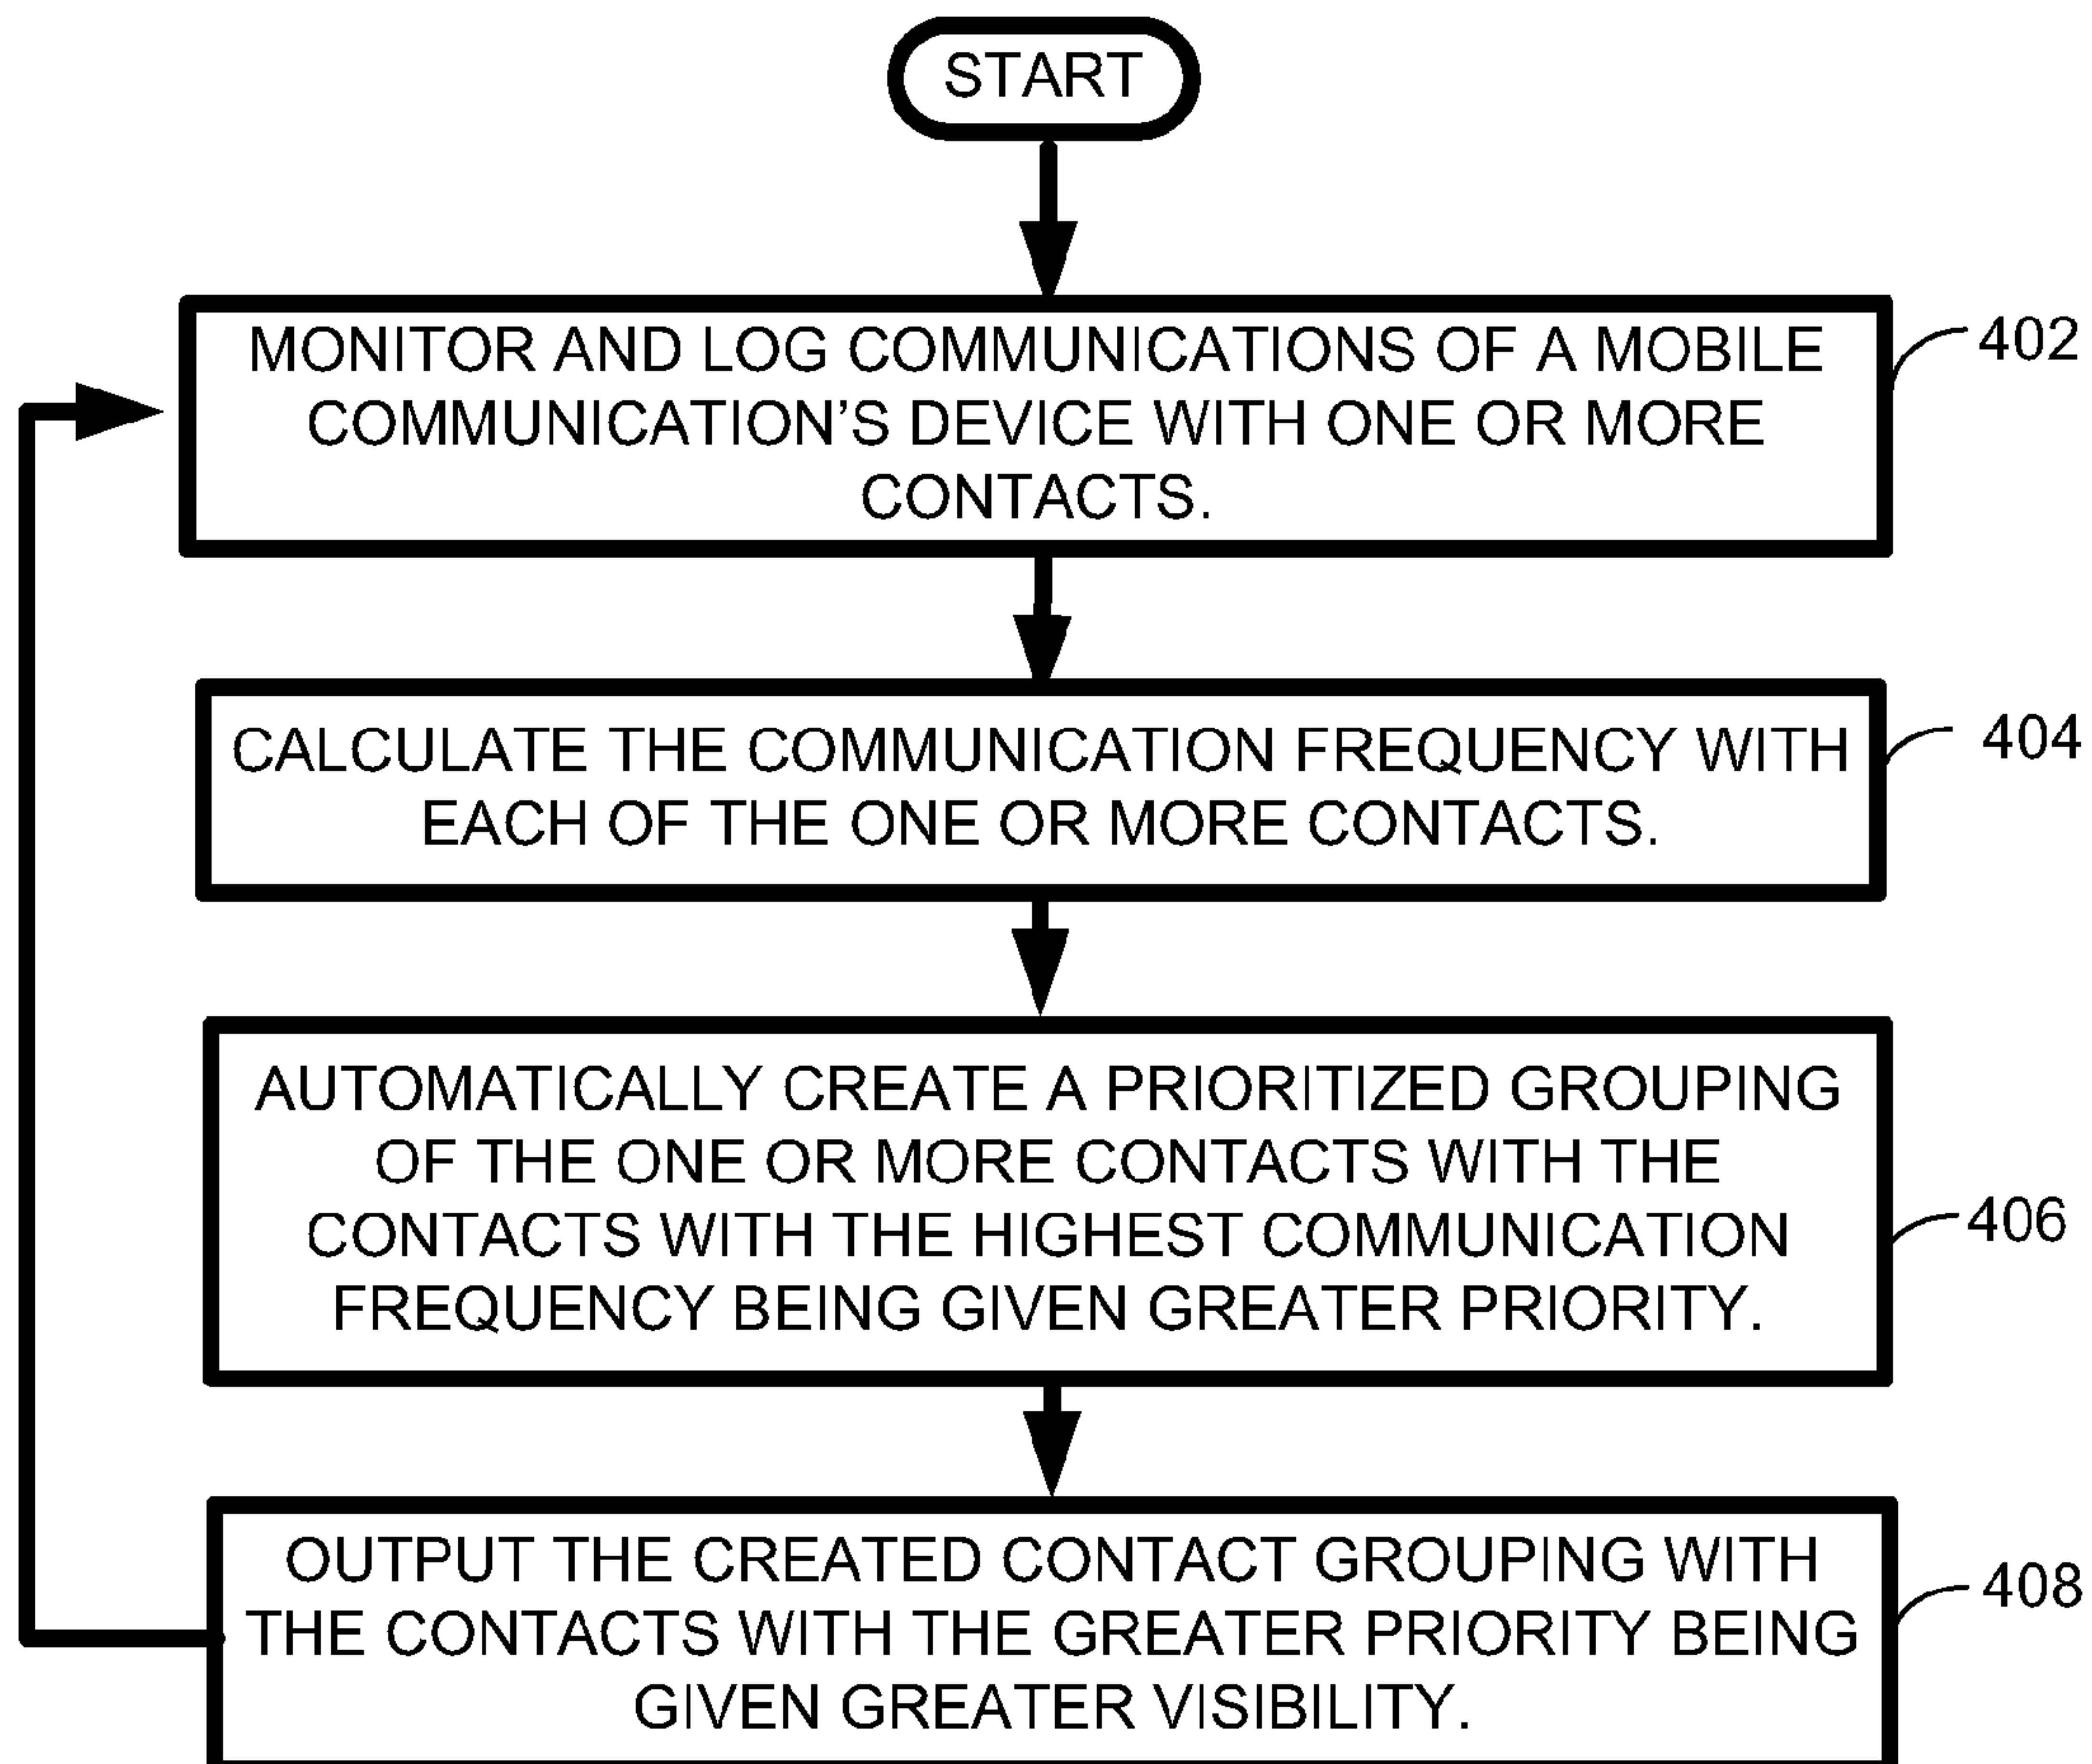 START
MONITOR AND LOG COMMUNICATIONS OF A MOBILE
COMMUNICATION’S DEVICE WITH ONE OR MORE
CONTACTS.
402
CALCULATE THE COMMUNICATION FREQUENCY WITH
EACH OF THE ONE OR MORE CONTACTS.
404
AUTOMATICALLY CREATE A PRIORITIZED GROUPING
OF THE ONE OR MORE CONTACTS WITH THE
CONTACTS WITH THE HIGHEST COMMUNICATION
FREQUENCY BEING GIVEN GREATER PRIORITY.
406
OUTPUT THE CREATED CONTACT GROUPING WITH
THE CONTACTS WITH THE GREATER PRIORITY BEING
GIVEN GREATER VISIBILITY.
408